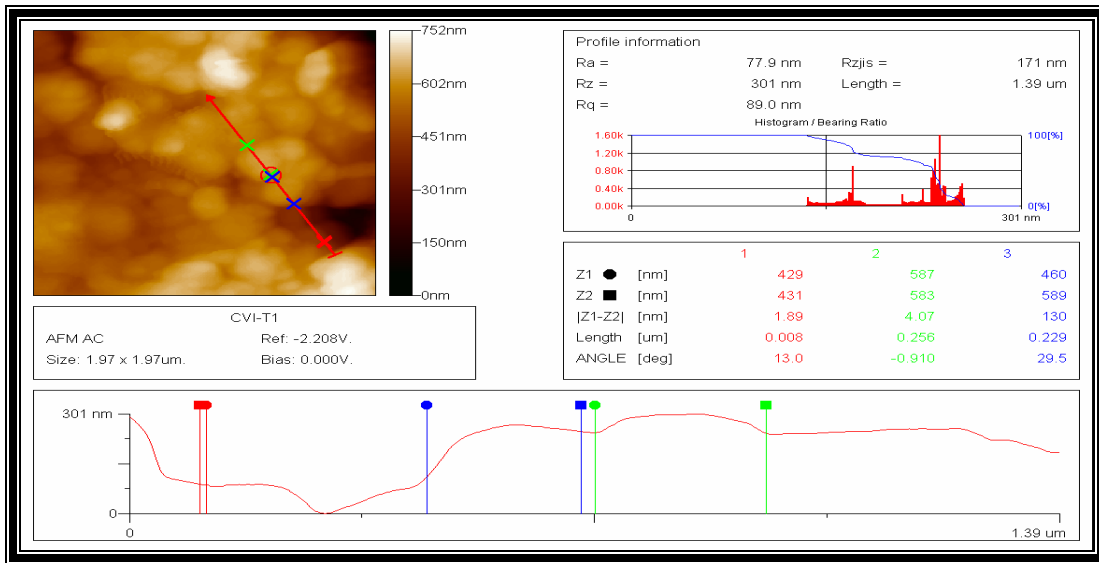 752nm
602nm
451nm
301nm
150nm
0nm
CVI-T1
AFM AC Ref: -2.208V.
Size: 1.97 x 1.97um. Bias: 0.000V.
Profile information
Ra = 77.9 nm Rzjis = 171 nm
Rz = 301 nm Length = 1.39 um
Rq = 89.0 nm
Histogram / Bearing Ratio
1.60k 100[%]
1.20k
0.80k
0.40k
0.00k 0[%]
0 301 nm
1 2 3
Z1 [nm] 429 587 460
Z2 [nm] 431 583 589
|Z1-Z2| [nm] 1.89 4.07 130
Length [um] 0.008 0.256 0.229
ANGLE [deg] 13.0 -0.910 29.5
301 nm
0
0 1.39 um